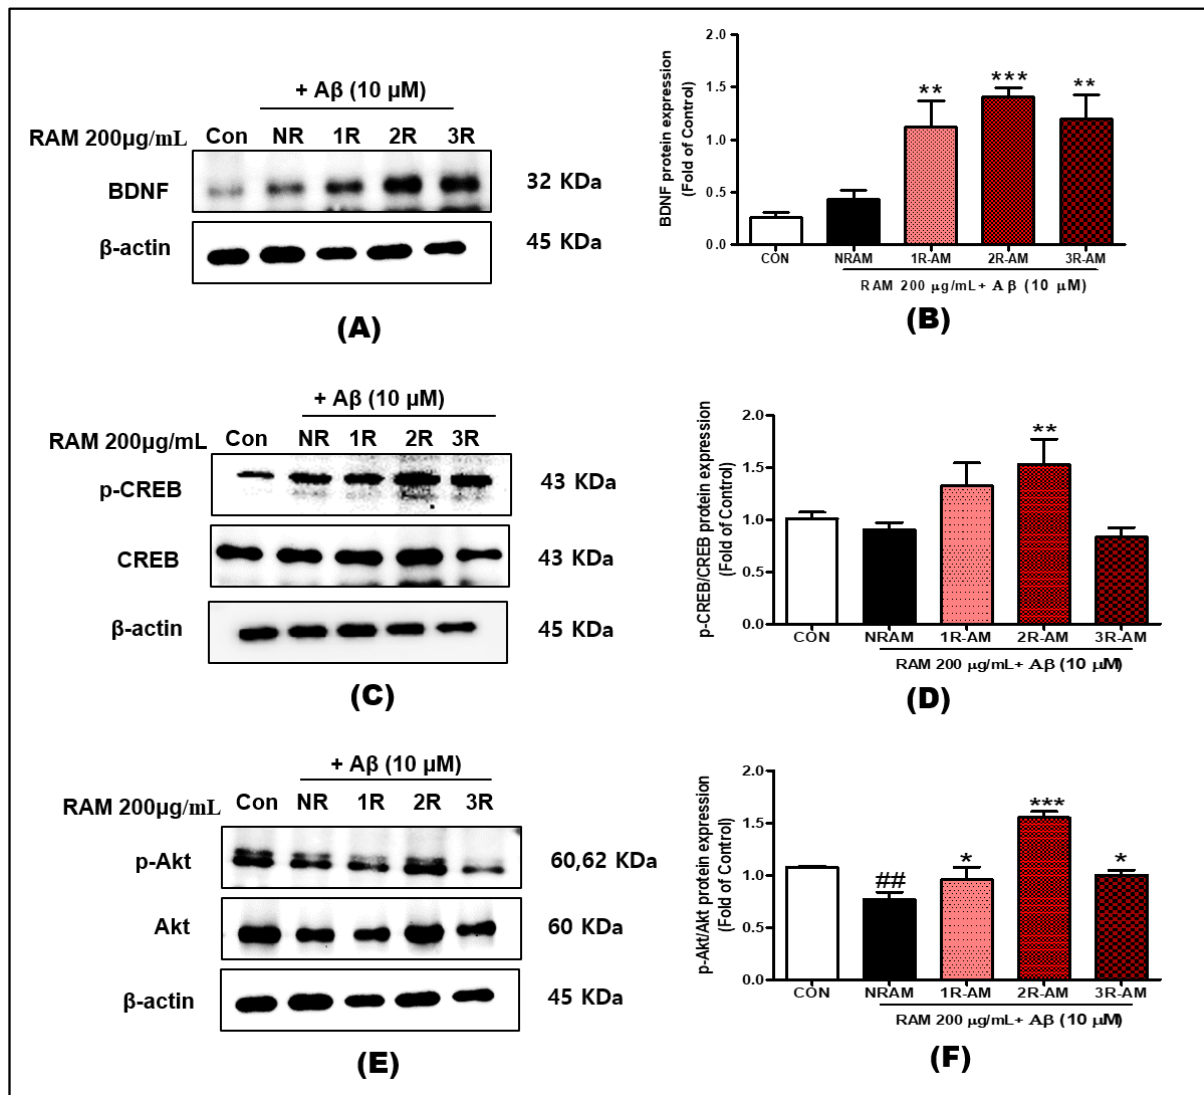 + Aβ (10 µM)
RAM 200µg/mL Con NR 1R 2R 3R
BDNF 32 KDa
β-actin 45 KDa
(A)
BDNF protein expression
(Fold of Control)
2.0
1.5
1.0
0.5
0.0
** *** **
CON NRAM 1R-AM 2R-AM 3R-AM
RAM 200 µg/mL+ Aβ (10 µM)
(B)
+ Aβ (10 µM)
RAM 200µg/mL Con NR 1R 2R 3R
p-CREB 43 KDa
CREB 43 KDa
β-actin 45 KDa
(C)
p-CREB/CREB protein expression
(Fold of Control)
2.0
1.5
1.0
0.5
0.0
**
CON NRAM 1R-AM 2R-AM 3R-AM
RAM 200 µg/mL+ Aβ (10 µM)
(D)
+ Aβ (10 µM)
RAM 200µg/mL Con NR 1R 2R 3R
p-Akt 60,62 KDa
Akt 60 KDa
β-actin 45 KDa
(E)
p-Akt/Akt protein expression
(Fold of Control)
2.0
1.5
1.0
0.5
0.0
## * *** *
CON NRAM 1R-AM 2R-AM 3R-AM
RAM 200 µg/mL+ Aβ (10 µM)
(F)